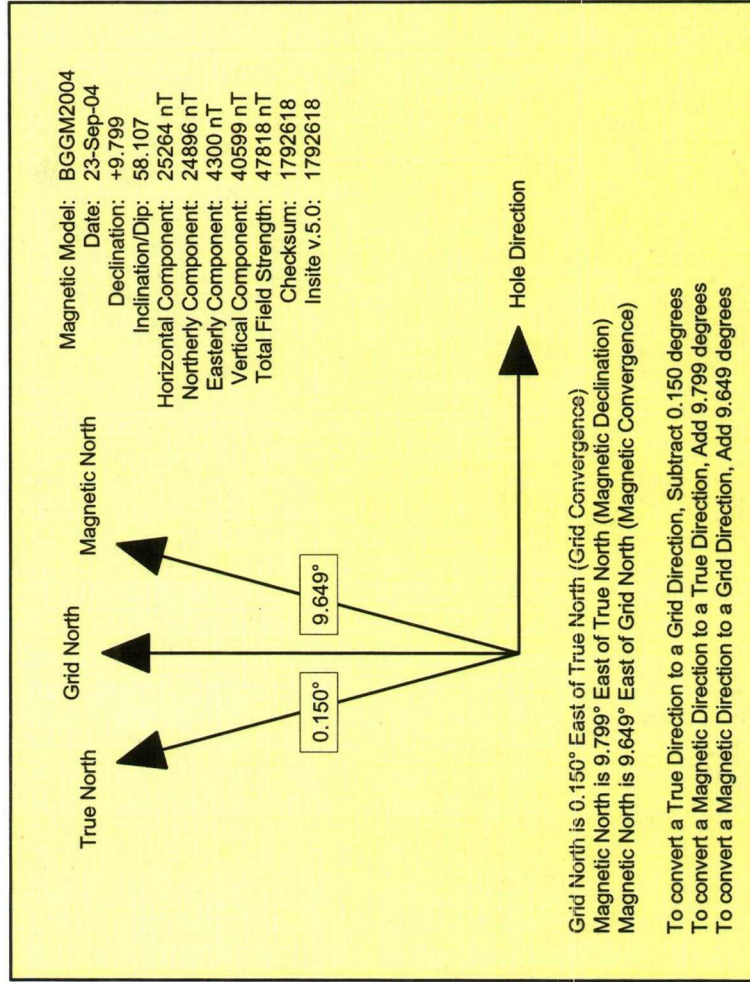 True North
Grid North
Magnetic North
Magnetic Model: BGGM2004
Date: 23-Sep-04
Declination: +9.799
Inclination/Dip: 58.107
Horizontal Component: 25264 nT
Northerly Component: 24896 nT
Easterly Component: 4300 nT
Vertical Component: 40599 nT
Total Field Strength: 47818 nT
Checksum: 1792618
Insite v.5.0: 1792618
0.150°
9.649°
Hole Direction
Grid North is 0.150° East of True North (Grid Convergence)
Magnetic North is 9.799° East of True North (Magnetic Declination)
Magnetic North is 9.649° East of Grid North (Magnetic Convergence)
To convert a True Direction to a Grid Direction, Subtract 0.150 degrees
To convert a Magnetic Direction to a True Direction, Add 9.799 degrees
To convert a Magnetic Direction to a Grid Direction, Add 9.649 degrees